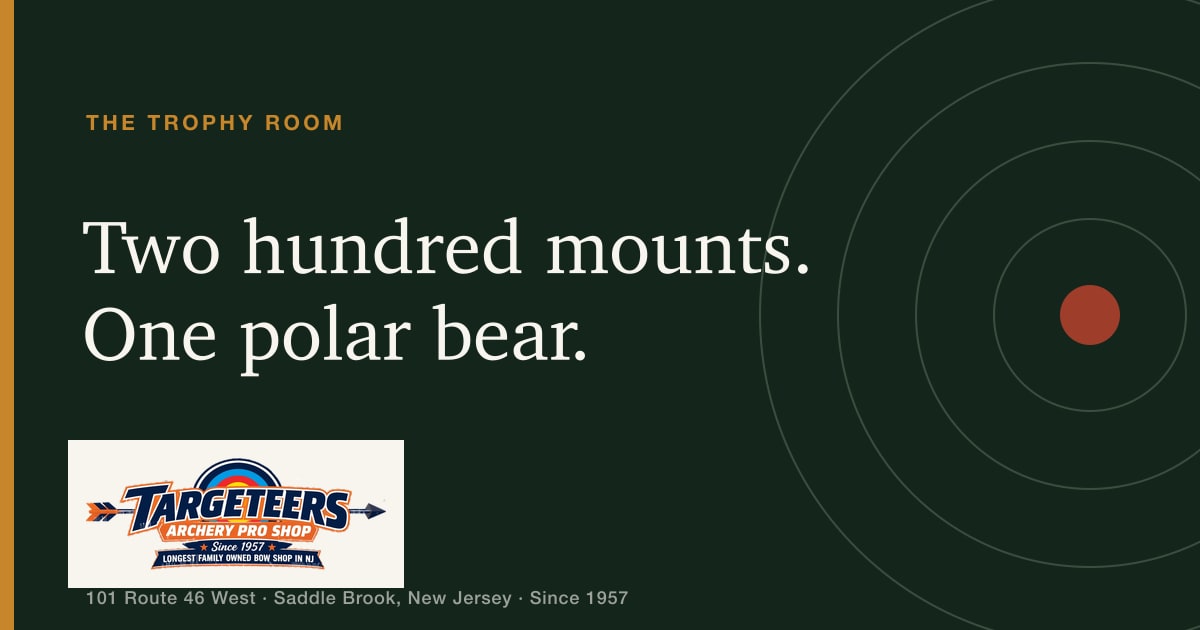 THE TROPHY ROOM
Two hundred mounts.
One polar bear.
TARGETEERS
ARCHERY PRO SHOP
Since 1957
LONGEST FAMILY OWNED BOW SHOP IN NJ
101 Route 46 West · Saddle Brook, New Jersey · Since 1957